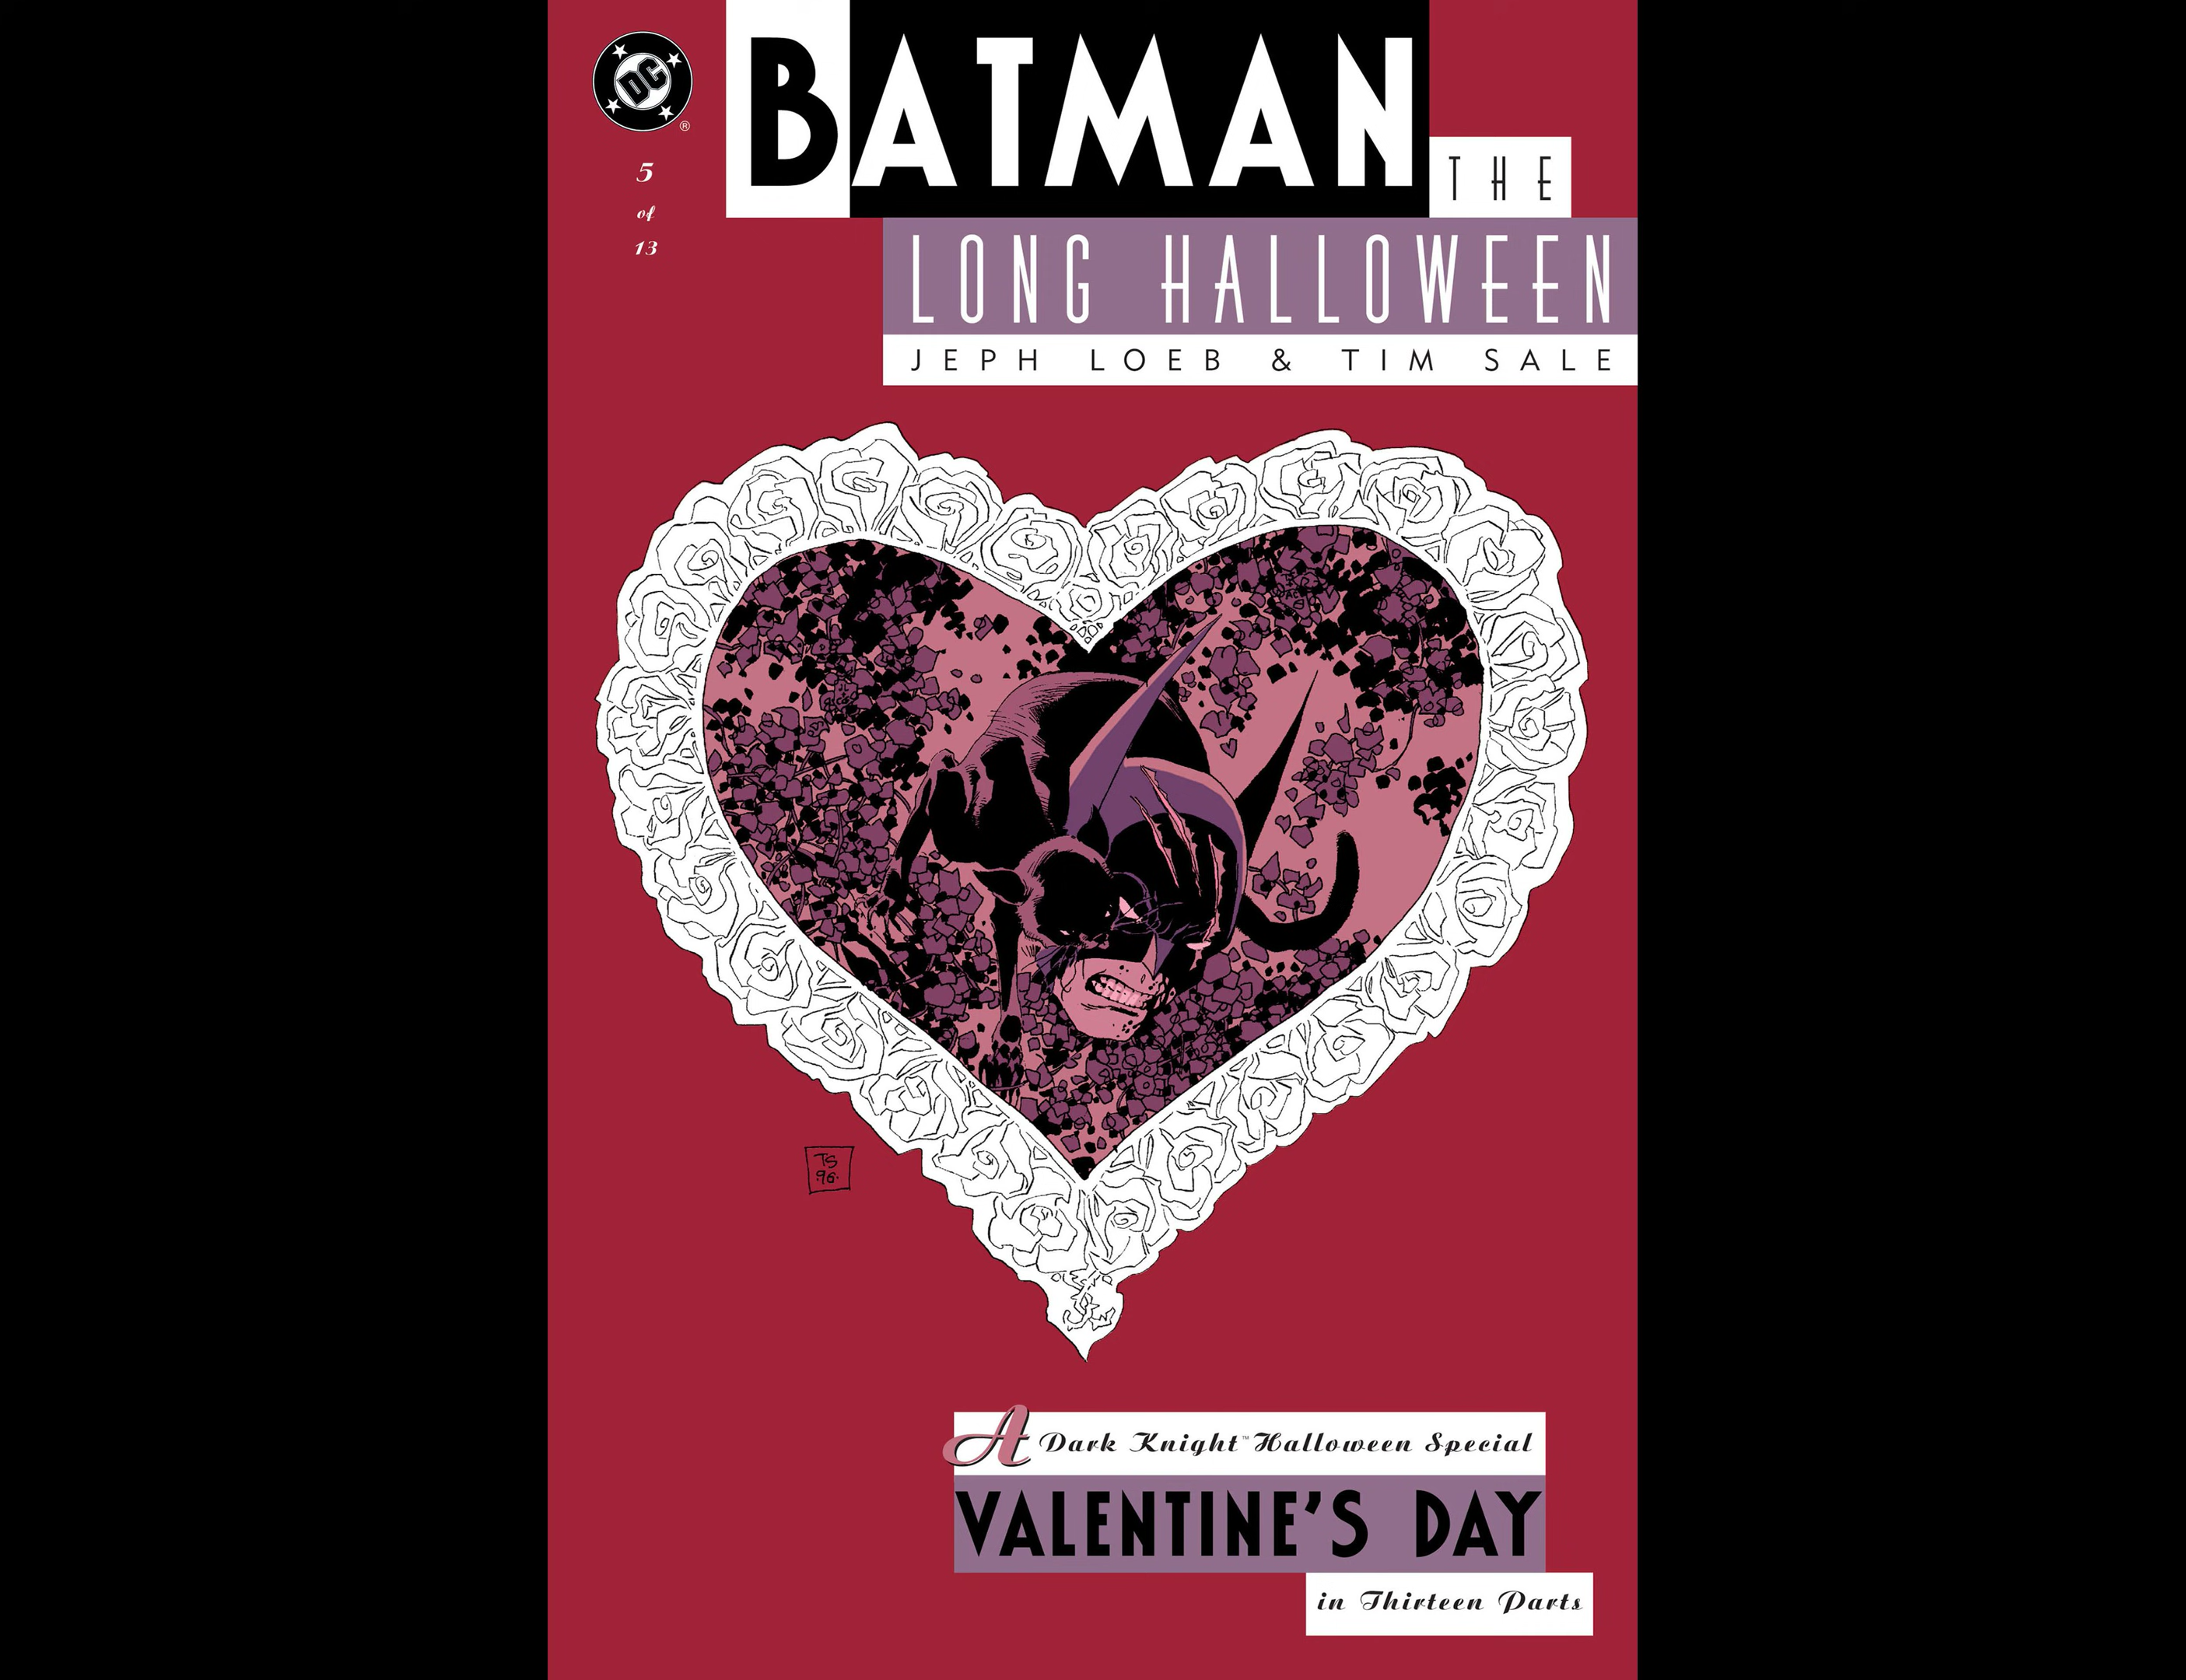 DC
®
5
of
13
BATMAN
THE
LONG HALLOWEEN
JEPH LOEB & TIM SALE
TS
96
A Dark Knight™ Halloween Special
VALENTINE'S DAY
in Thirteen Parts